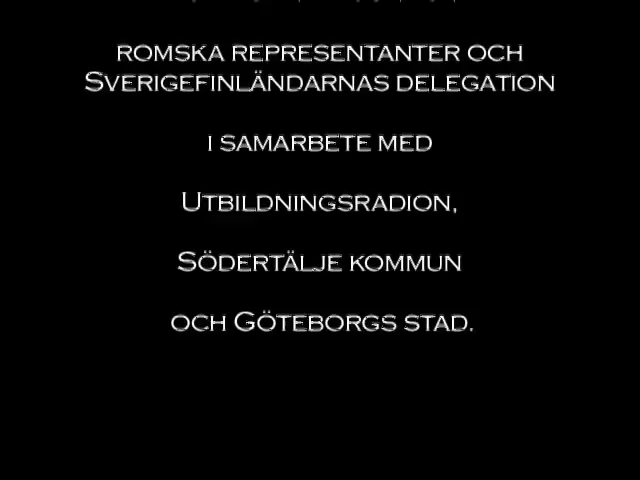 romska representanter och
Sverigefinländarnas delegation
i samarbete med
Utbildningsradion,
Södertälje kommun
och Göteborgs stad.